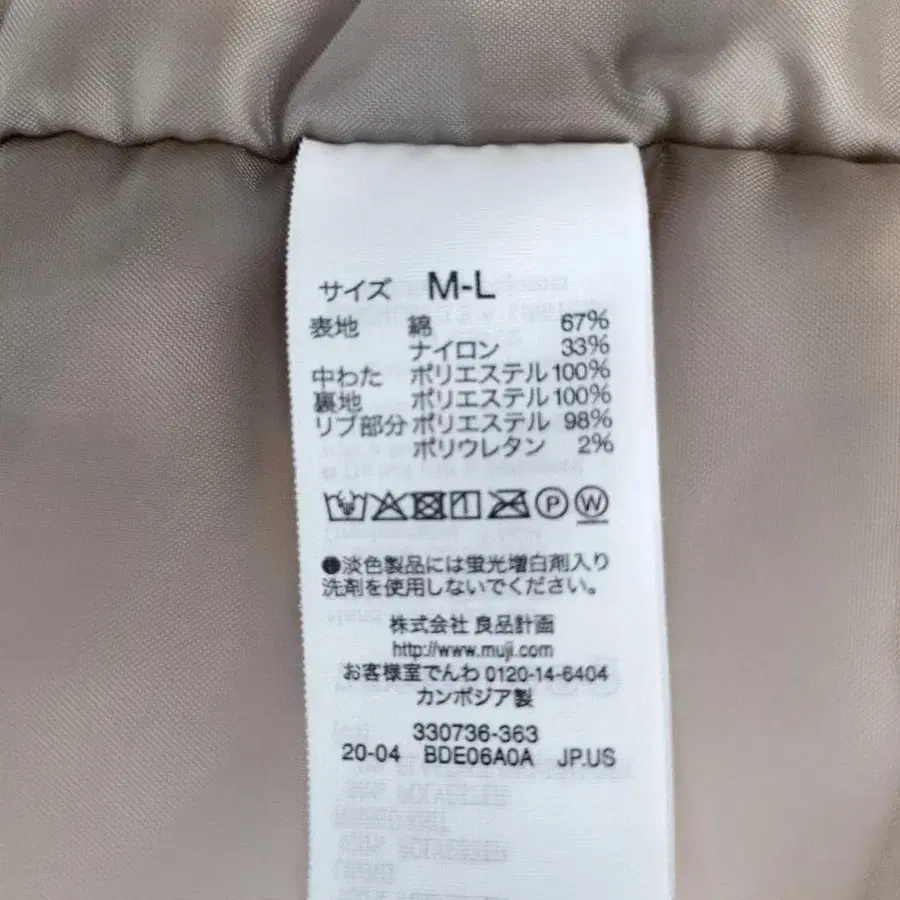 サイズ M-L
表地 綿 67%
ナイロン 33%
中わた ポリエステル 100%
裏地 ポリエステル 100%
リブ部分 ポリエステル 98%
ポリウレタン 2%
P W
●淡色製品には蛍光増白剤入り
洗剤を使用しないでください。
株式会社 良品計画
http://www.muji.com
お客様室でんわ 0120-14-6404
カンボジア製
330736-363
20-04 BDE06A0A JP.US